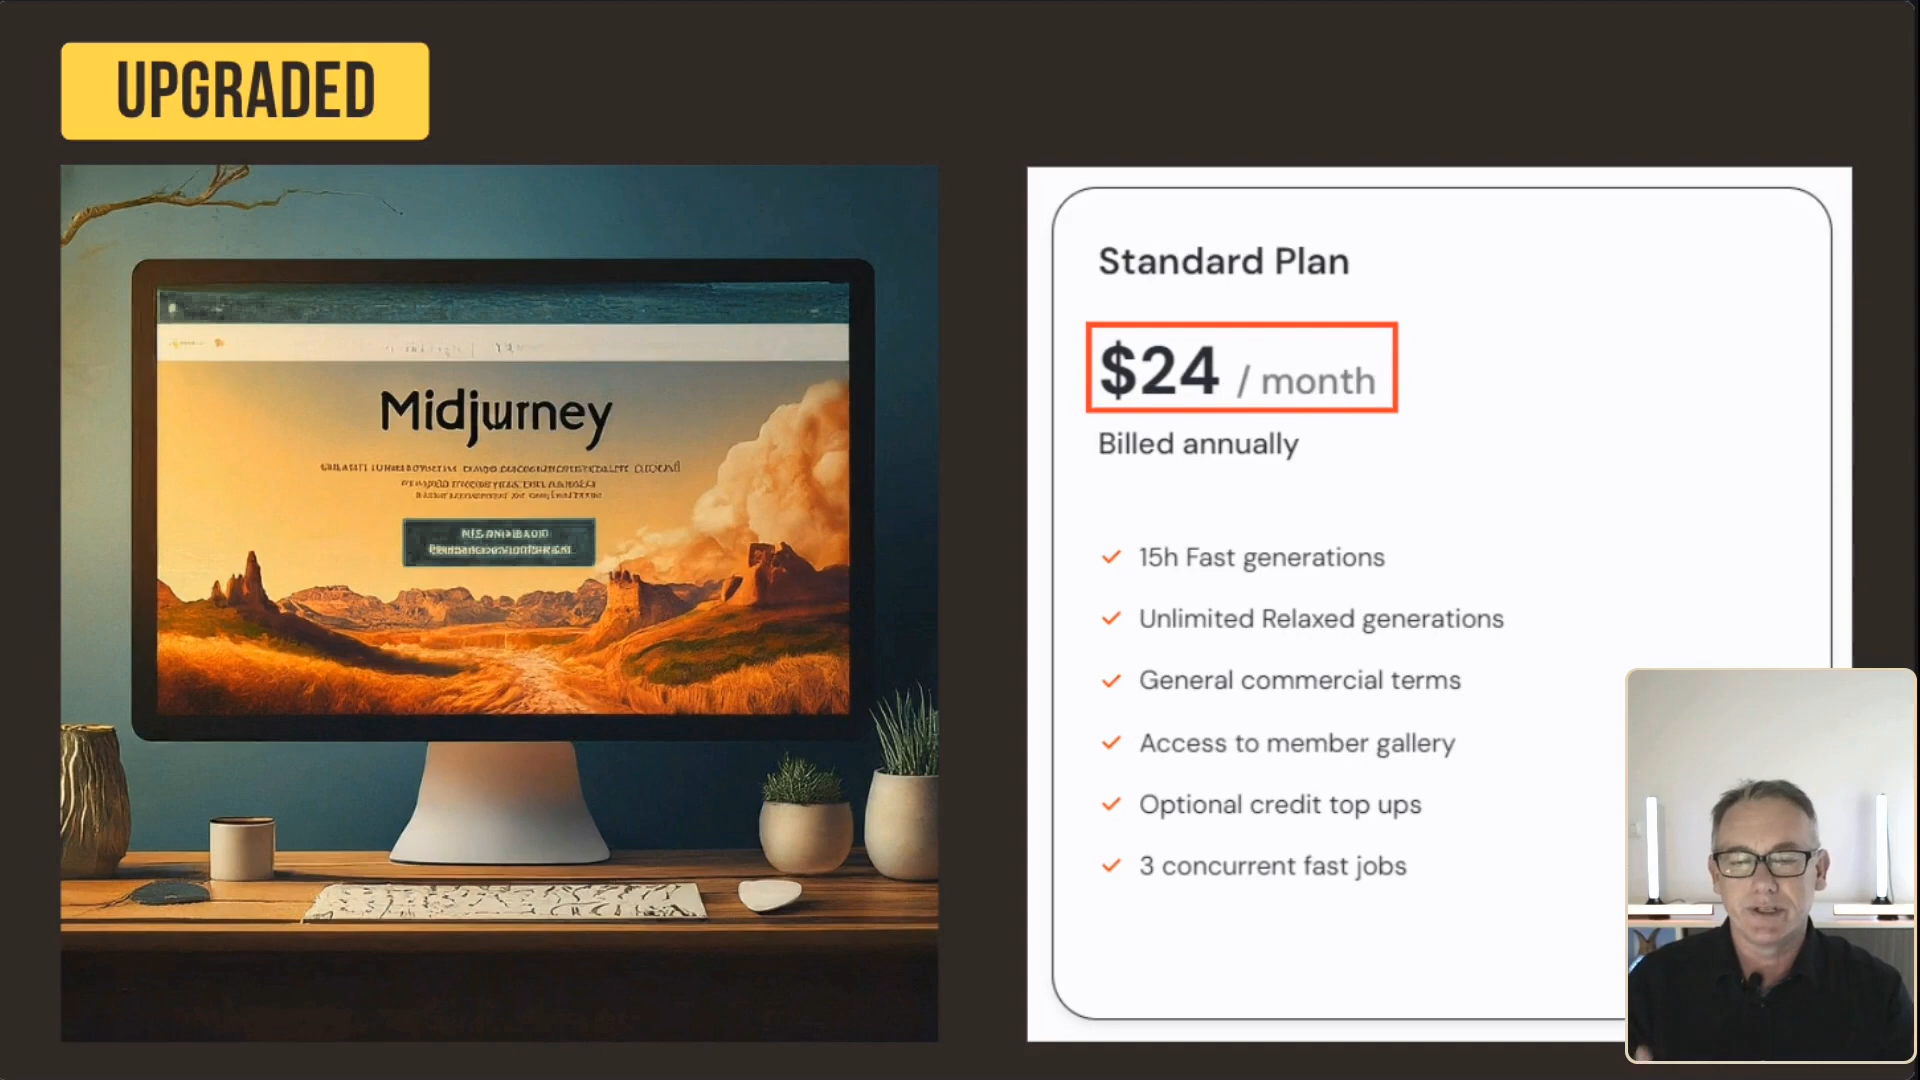 UPGRADED
Midjurney
Standard Plan
$24 / month
Billed annually
15h Fast generations
Unlimited Relaxed generations
General commercial terms
Access to member gallery
Optional credit top ups
3 concurrent fast jobs